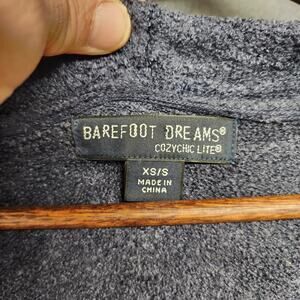 BAREFOOT DREAMS®
COZYCHIC LITE®
XS/S
MADE IN
CHINA